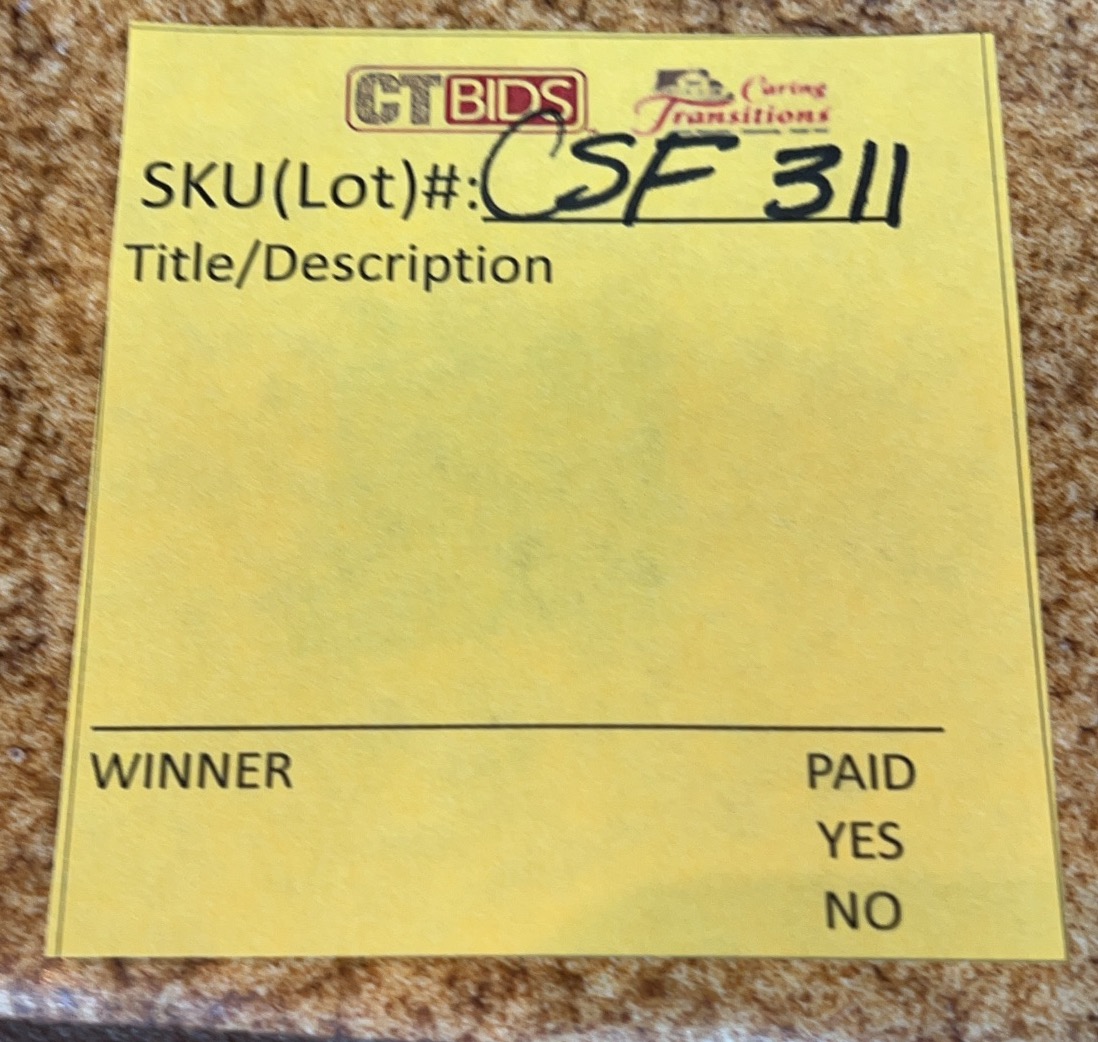 CTBIDS Caring Transitions
SKU(Lot)#: CSF 311
Title/Description
WINNER PAID
YES
NO